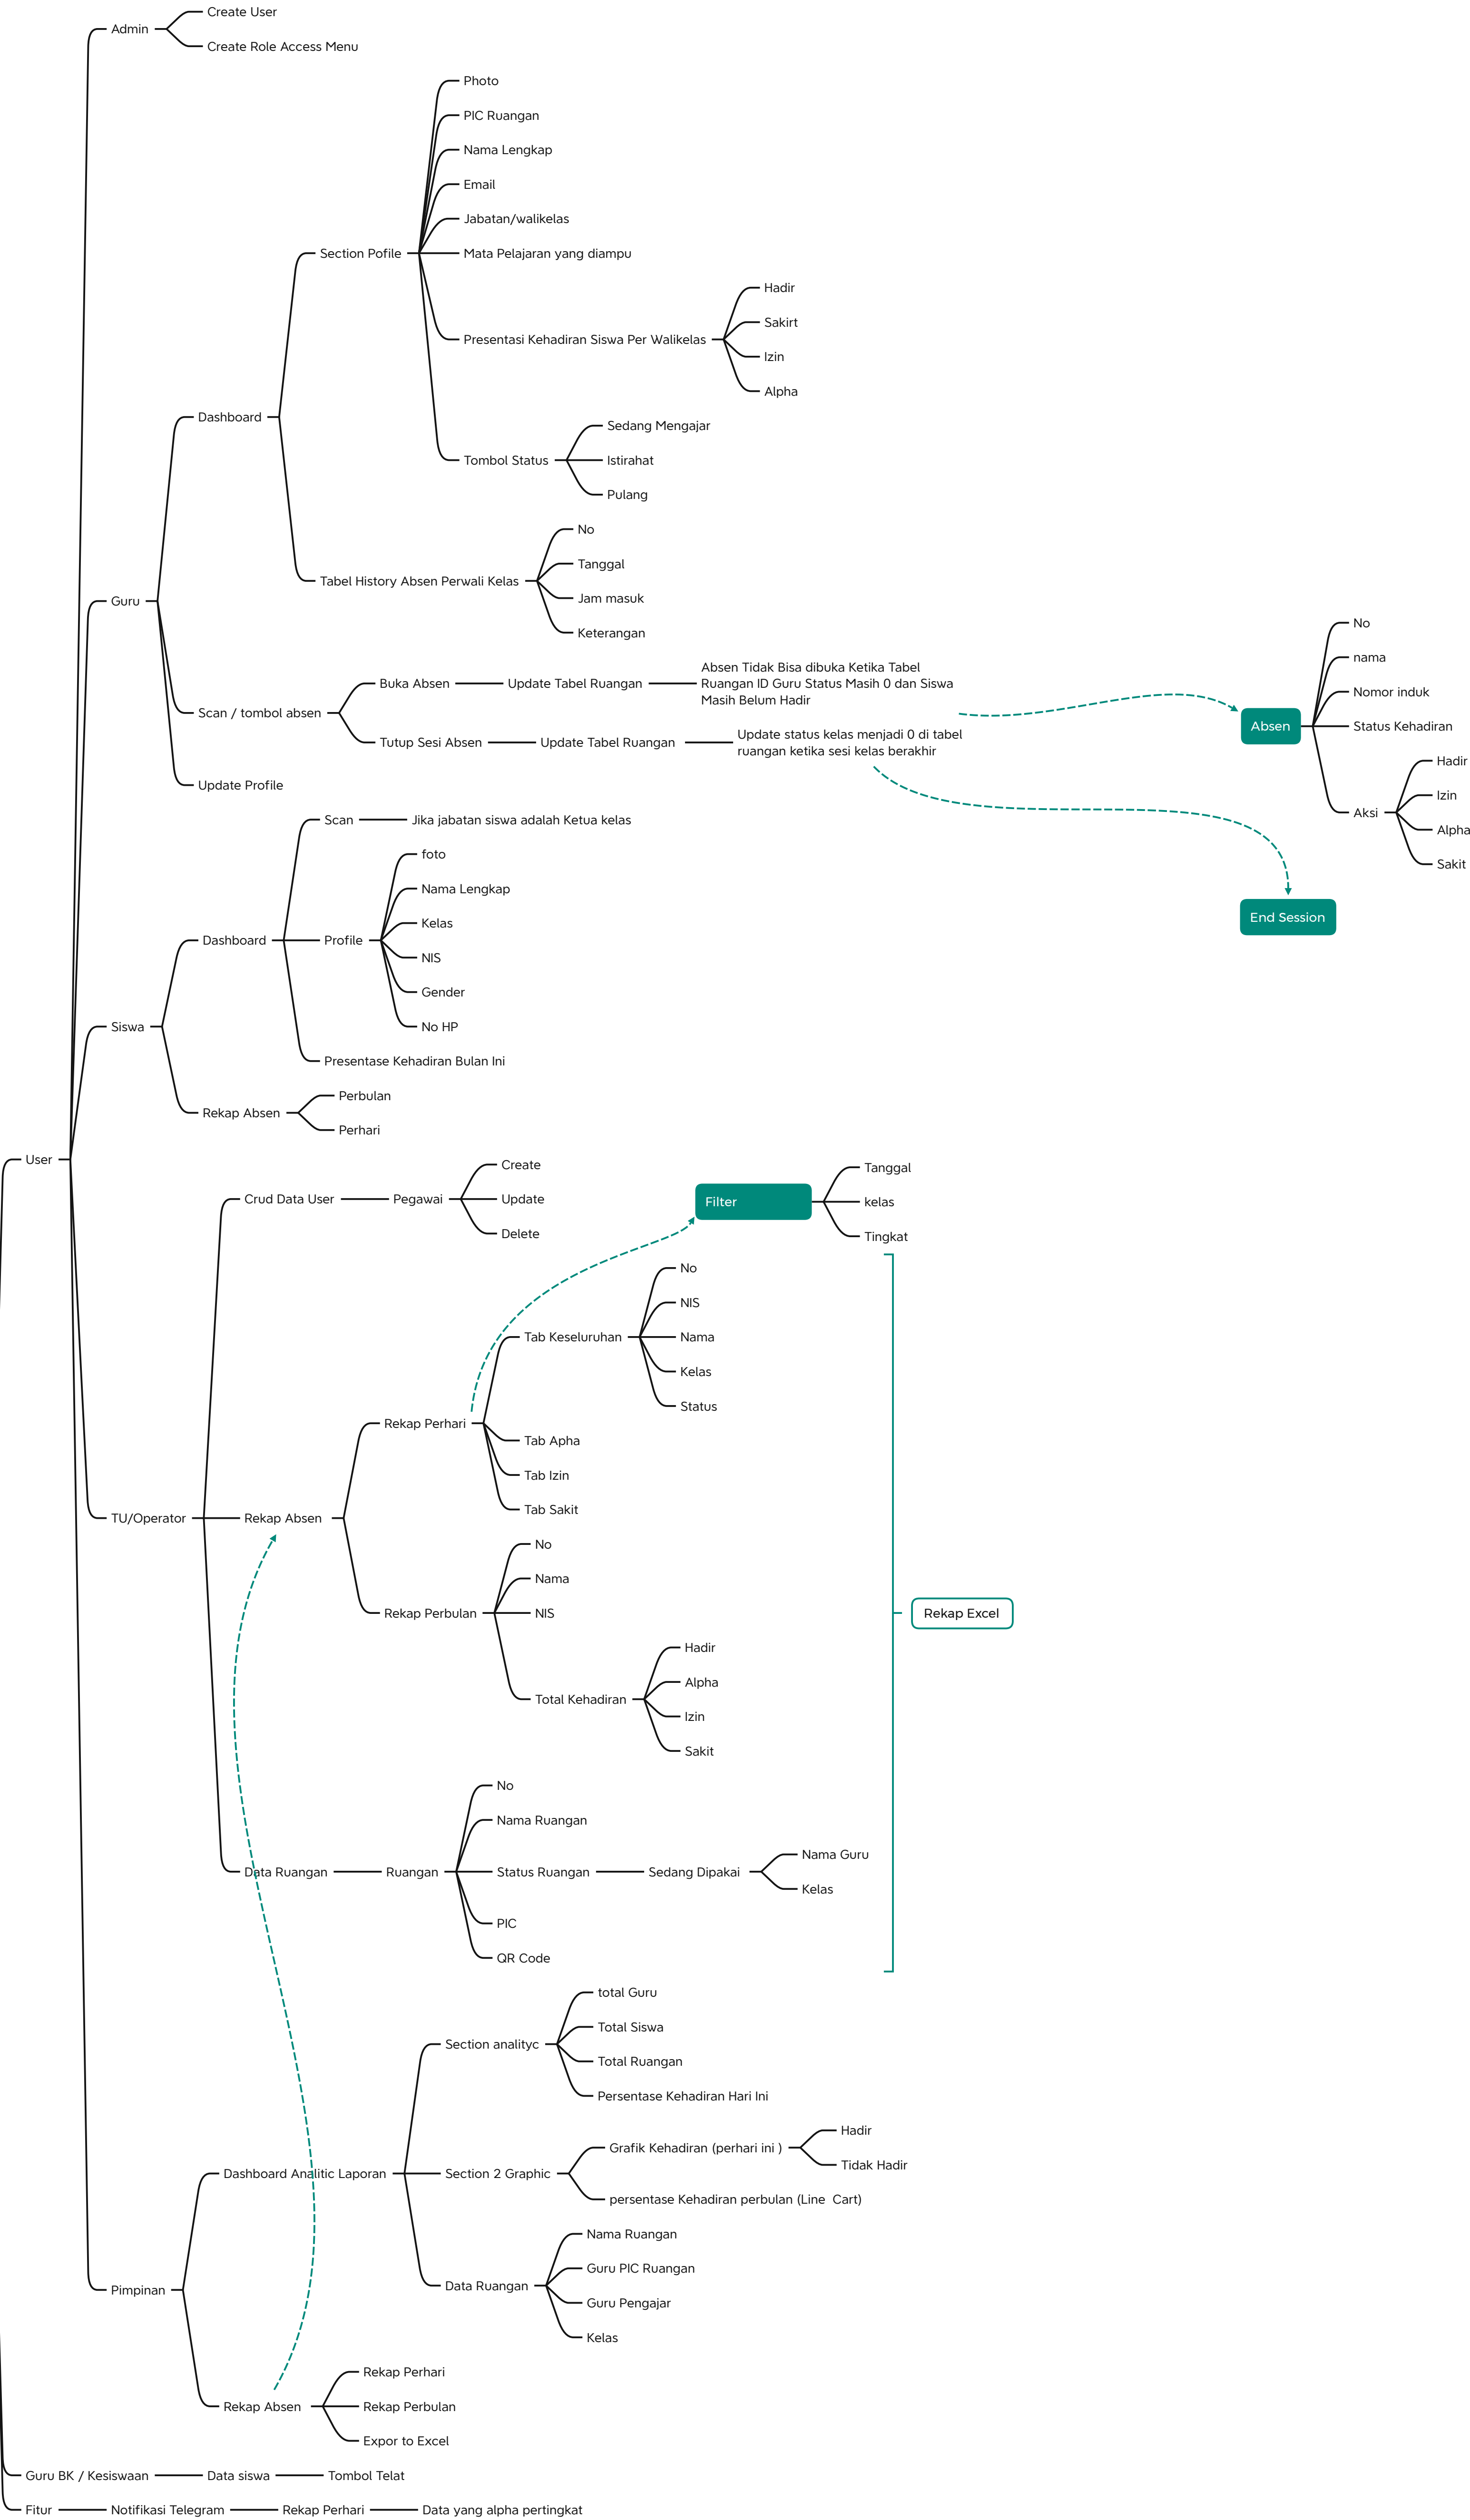 Create User
Admin
Create Role Access Menu
Photo
PIC Ruangan
Nama Lengkap
Email
Jabatan/walikelas
Section Pofile
Mata Pelajaran yang diampu
Hadir
Sakirt
Presentasi Kehadiran Siswa Per Walikelas
Izin
Alpha
Dashboard
Sedang Mengajar
Tombol Status
Istirahat
Pulang
No
Tanggal
Tabel History Absen Perwali Kelas
Jam masuk
Keterangan
Guru
Absen Tidak Bisa dibuka Ketika Tabel
Ruangan ID Guru Status Masih 0 dan Siswa
Masih Belum Hadir
Buka Absen
Update Tabel Ruangan
Scan / tombol absen
Tutup Sesi Absen
Update Tabel Ruangan
Update status kelas menjadi 0 di tabel
ruangan ketika sesi kelas berakhir
Update Profile
No
nama
Nomor induk
Absen
Status Kehadiran
Hadir
Izin
Aksi
Alpha
Sakit
End Session
Scan
Jika jabatan siswa adalah Ketua kelas
foto
Nama Lengkap
Kelas
Dashboard
Profile
NIS
Gender
No HP
Siswa
Presentase Kehadiran Bulan Ini
Perbulan
Rekap Absen
Perhari
User
Create
Crud Data User
Pegawai
Update
Delete
Filter
Tanggal
kelas
Tingkat
No
NIS
Tab Keseluruhan
Nama
Kelas
Status
Rekap Perhari
Tab Apha
Tab Izin
Tab Sakit
TU/Operator
Rekap Absen
No
Nama
Rekap Perbulan
NIS
Rekap Excel
Hadir
Alpha
Total Kehadiran
Izin
Sakit
No
Nama Ruangan
Data Ruangan
Ruangan
Status Ruangan
Sedang Dipakai
Nama Guru
Kelas
PIC
QR Code
total Guru
Total Siswa
Section analityc
Total Ruangan
Persentase Kehadiran Hari Ini
Hadir
Grafik Kehadiran (perhari ini )
Tidak Hadir
Dashboard Analitic Laporan
Section 2 Graphic
persentase Kehadiran perbulan (Line  Cart)
Nama Ruangan
Guru PIC Ruangan
Data Ruangan
Guru Pengajar
Kelas
Pimpinan
Rekap Perhari
Rekap Absen
Rekap Perbulan
Expor to Excel
Guru BK / Kesiswaan
Data siswa
Tombol Telat
Fitur
Notifikasi Telegram
Rekap Perhari
Data yang alpha pertingkat